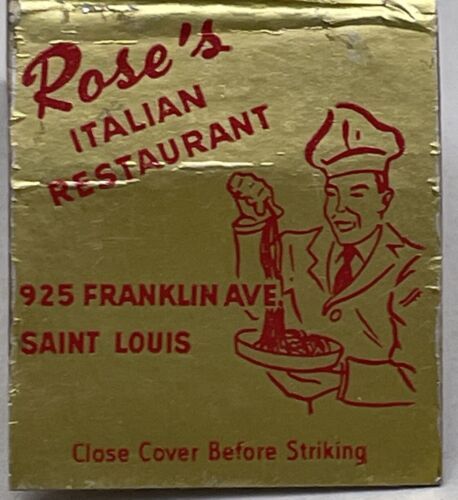 Rose's
ITALIAN
RESTAURANT
925 FRANKLIN AVE.
SAINT LOUIS
Close Cover Before Striking